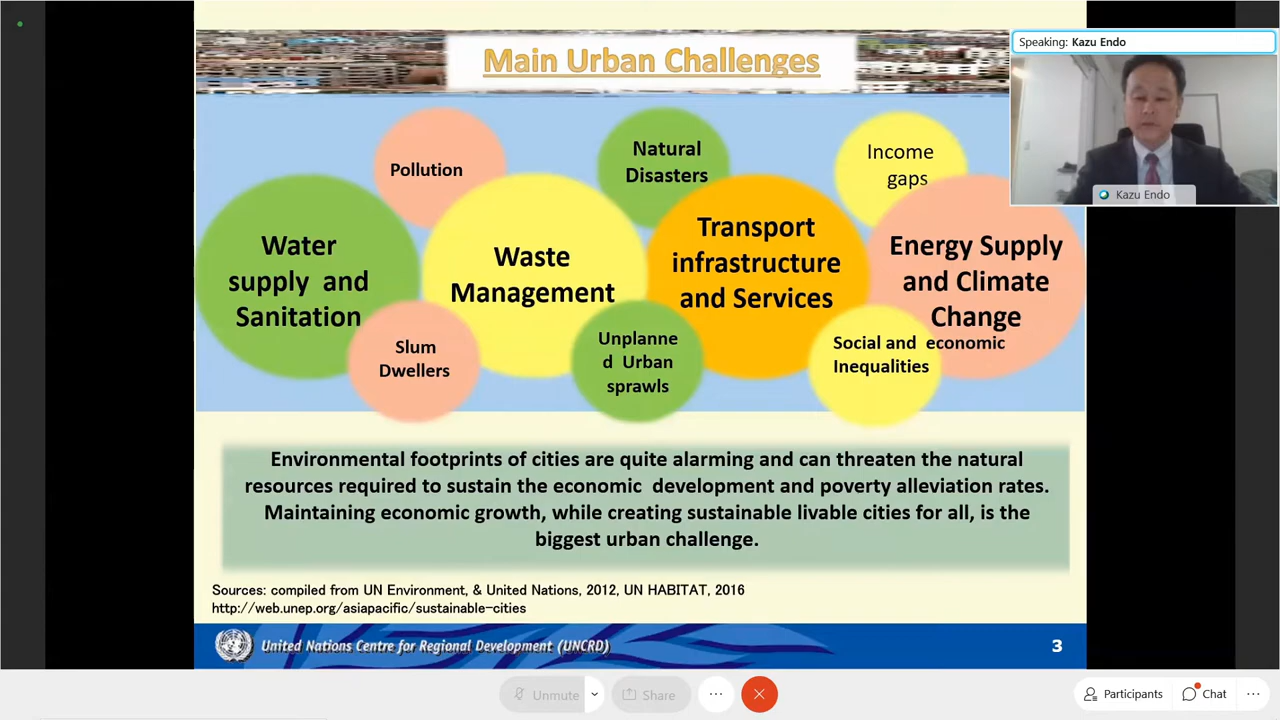 Main Urban Challenges
Speaking: Kazu Endo
Kazu Endo
Pollution
Natural
Disasters
Income
gaps
Water
supply and
Sanitation
Waste
Management
Transport
infrastructure
and Services
Energy Supply
and Climate
Change
Slum
Dwellers
Unplanne
d Urban
sprawls
Social and economic
Inequalities
Environmental footprints of cities are quite alarming and can threaten the natural
resources required to sustain the economic development and poverty alleviation rates.
Maintaining economic growth, while creating sustainable livable cities for all, is the
biggest urban challenge.
Sources: compiled from UN Environment, & United Nations, 2012, UN HABITAT, 2016
http://web.unep.org/asiapacific/sustainable-cities
United Nations Centre for Regional Development (UNCRD)
3
Unmute
Share
Participants
Chat